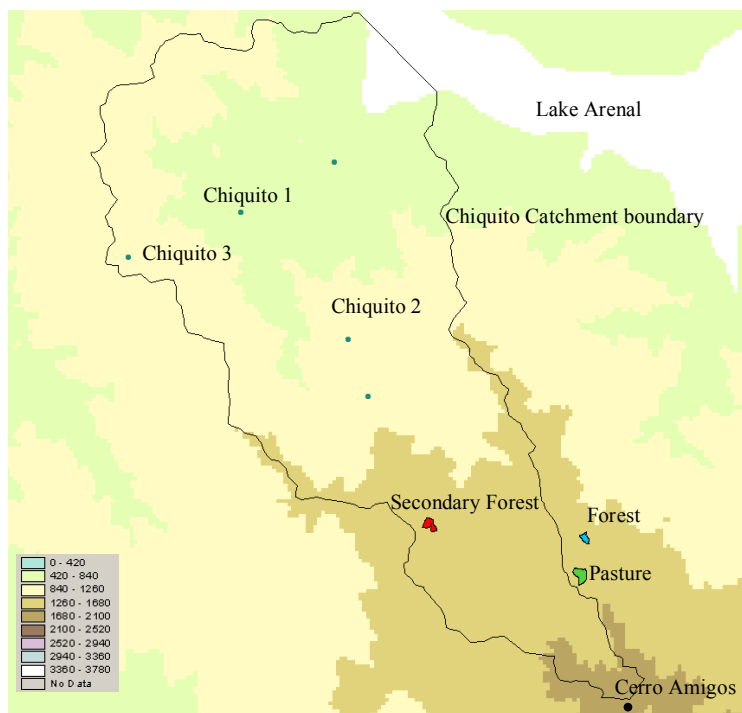 Lake Arenal
Chiquito 1
Chiquito Catchment boundary
Chiquito 3
Chiquito 2
Secondary Forest
Forest
Pasture
Cerro Amigos
0 - 420
420 - 840
840 - 1260
1260 - 1680
1680 - 2100
2100 - 2520
2520 - 2940
2940 - 3360
3360 - 3780
No Data